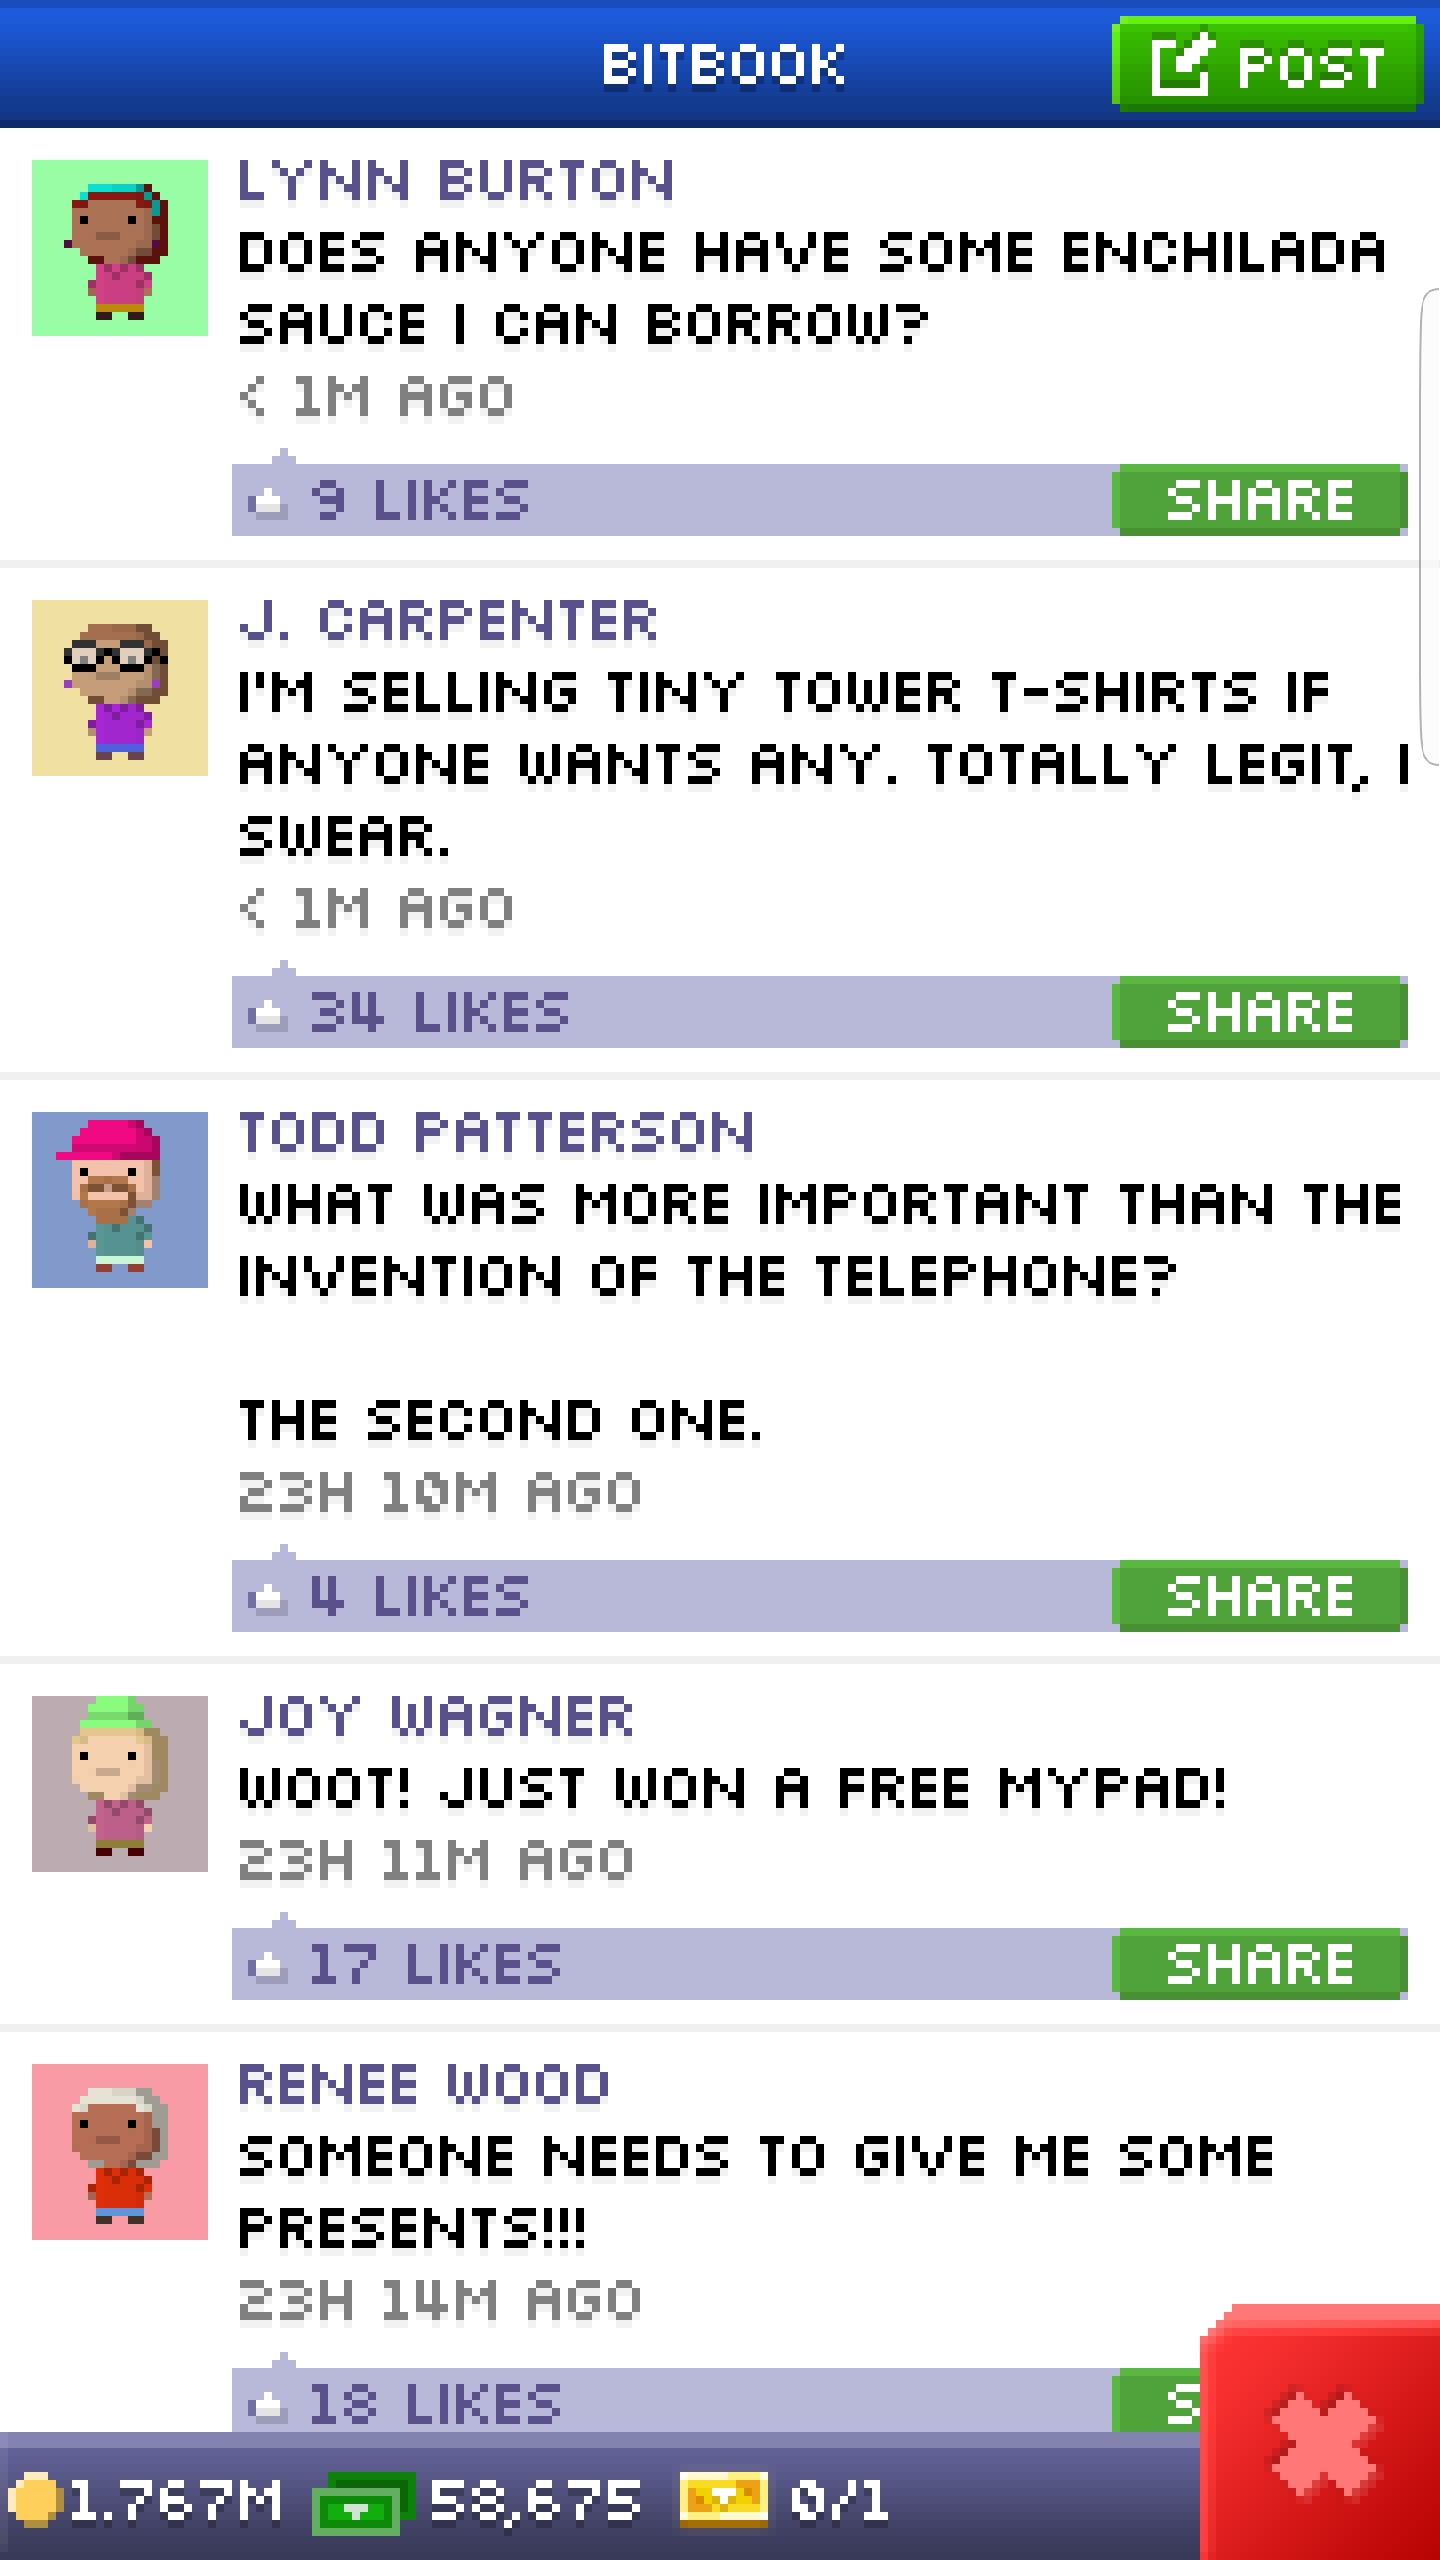 BITBOOK
POST
LYNN BURTON
DOES ANYONE HAVE SOME ENCHILADA
SAUCE I CAN BORROW?
< 1M AGO
9 LIKES
SHARE
J. CARPENTER
I'M SELLING TINY TOWER T-SHIRTS IF
ANYONE WANTS ANY. TOTALLY LEGIT, I
SWEAR.
< 1M AGO
34 LIKES
SHARE
TODD PATTERSON
WHAT WAS MORE IMPORTANT THAN THE
INVENTION OF THE TELEPHONE?
THE SECOND ONE.
23H 10M AGO
4 LIKES
SHARE
JOY WAGNER
WOOT! JUST WON A FREE MYPAD!
23H 11M AGO
17 LIKES
SHARE
RENEE WOOD
SOMEONE NEEDS TO GIVE ME SOME
PRESENTS!!!
23H 14M AGO
18 LIKES
S
1.767M 58,675 0/1